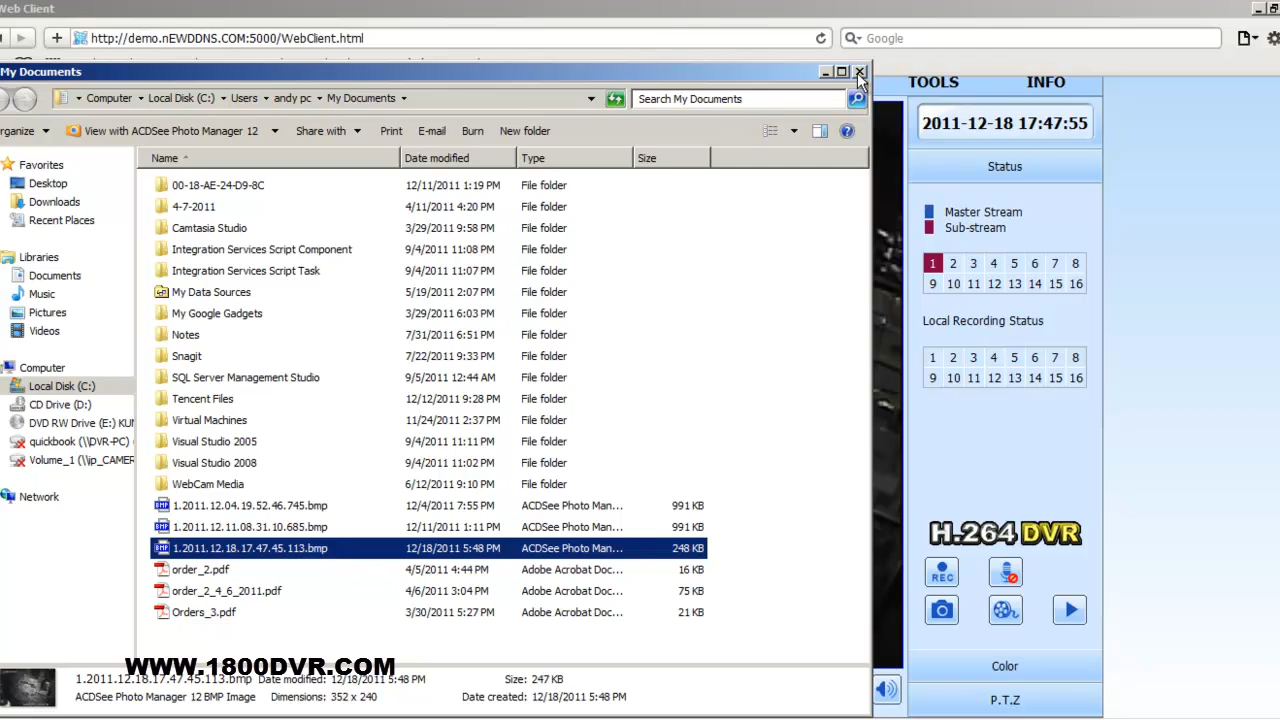 Web Client
http://demo.nEWDDNS.COM:5000/WebClient.html
Google
My Documents
Computer
Local Disk (C:)
Users
andy pc
My Documents
Search My Documents
rganize
View with ACDSee Photo Manager 12
Share with
Print
E-mail
Burn
New folder
Favorites
Desktop
Downloads
Recent Places
Libraries
Documents
Music
Pictures
Videos
Computer
Local Disk (C:)
CD Drive (D:)
DVD RW Drive (E:) KU
quickbook (\\DVR-PC) (
Volume_1 (\\ip_CAMER
Network
Name Date modified Type Size
00-18-AE-24-D9-8C 12/11/2011 1:19 PM File folder
4-7-2011 4/11/2011 4:20 PM File folder
Camtasia Studio 3/29/2011 9:58 PM File folder
Integration Services Script Component 9/4/2011 11:08 PM File folder
Integration Services Script Task 9/4/2011 11:07 PM File folder
My Data Sources 5/19/2011 2:07 PM File folder
My Google Gadgets 3/29/2011 6:03 PM File folder
Notes 7/31/2011 6:51 PM File folder
Snagit 7/22/2011 9:33 PM File folder
SQL Server Management Studio 9/5/2011 12:44 AM File folder
Tencent Files 12/12/2011 9:28 PM File folder
Virtual Machines 11/24/2011 2:37 PM File folder
Visual Studio 2005 9/4/2011 11:11 PM File folder
Visual Studio 2008 9/4/2011 11:02 PM File folder
WebCam Media 6/12/2011 9:10 PM File folder
1.2011.12.04.19.52.46.745.bmp 12/4/2011 7:55 PM ACDSee Photo Man... 991 KB
1.2011.12.11.08.31.10.685.bmp 12/11/2011 1:11 PM ACDSee Photo Man... 991 KB
1.2011.12.18.17.47.45.113.bmp 12/18/2011 5:48 PM ACDSee Photo Man... 248 KB
order_2.pdf 4/5/2011 4:44 PM Adobe Acrobat Doc... 16 KB
order_2_4_6_2011.pdf 4/6/2011 3:04 PM Adobe Acrobat Doc... 75 KB
Orders_3.pdf 3/30/2011 5:27 PM Adobe Acrobat Doc... 21 KB
WWW.1800DVR.COM
1.2011.12.18.17.47.45.113.bmp Date modified: 12/18/2011 5:48 PM Size: 247 KB
ACDSee Photo Manager 12 BMP Image Dimensions: 352 x 240 Date created: 12/18/2011 5:48 PM
TOOLS INFO
2011-12-18 17:47:55
Status
Master Stream
Sub-stream
1 2 3 4 5 6 7 8
9 10 11 12 13 14 15 16
Local Recording Status
1 2 3 4 5 6 7 8
9 10 11 12 13 14 15 16
H.264 DVR
REC
Color
P.T.Z